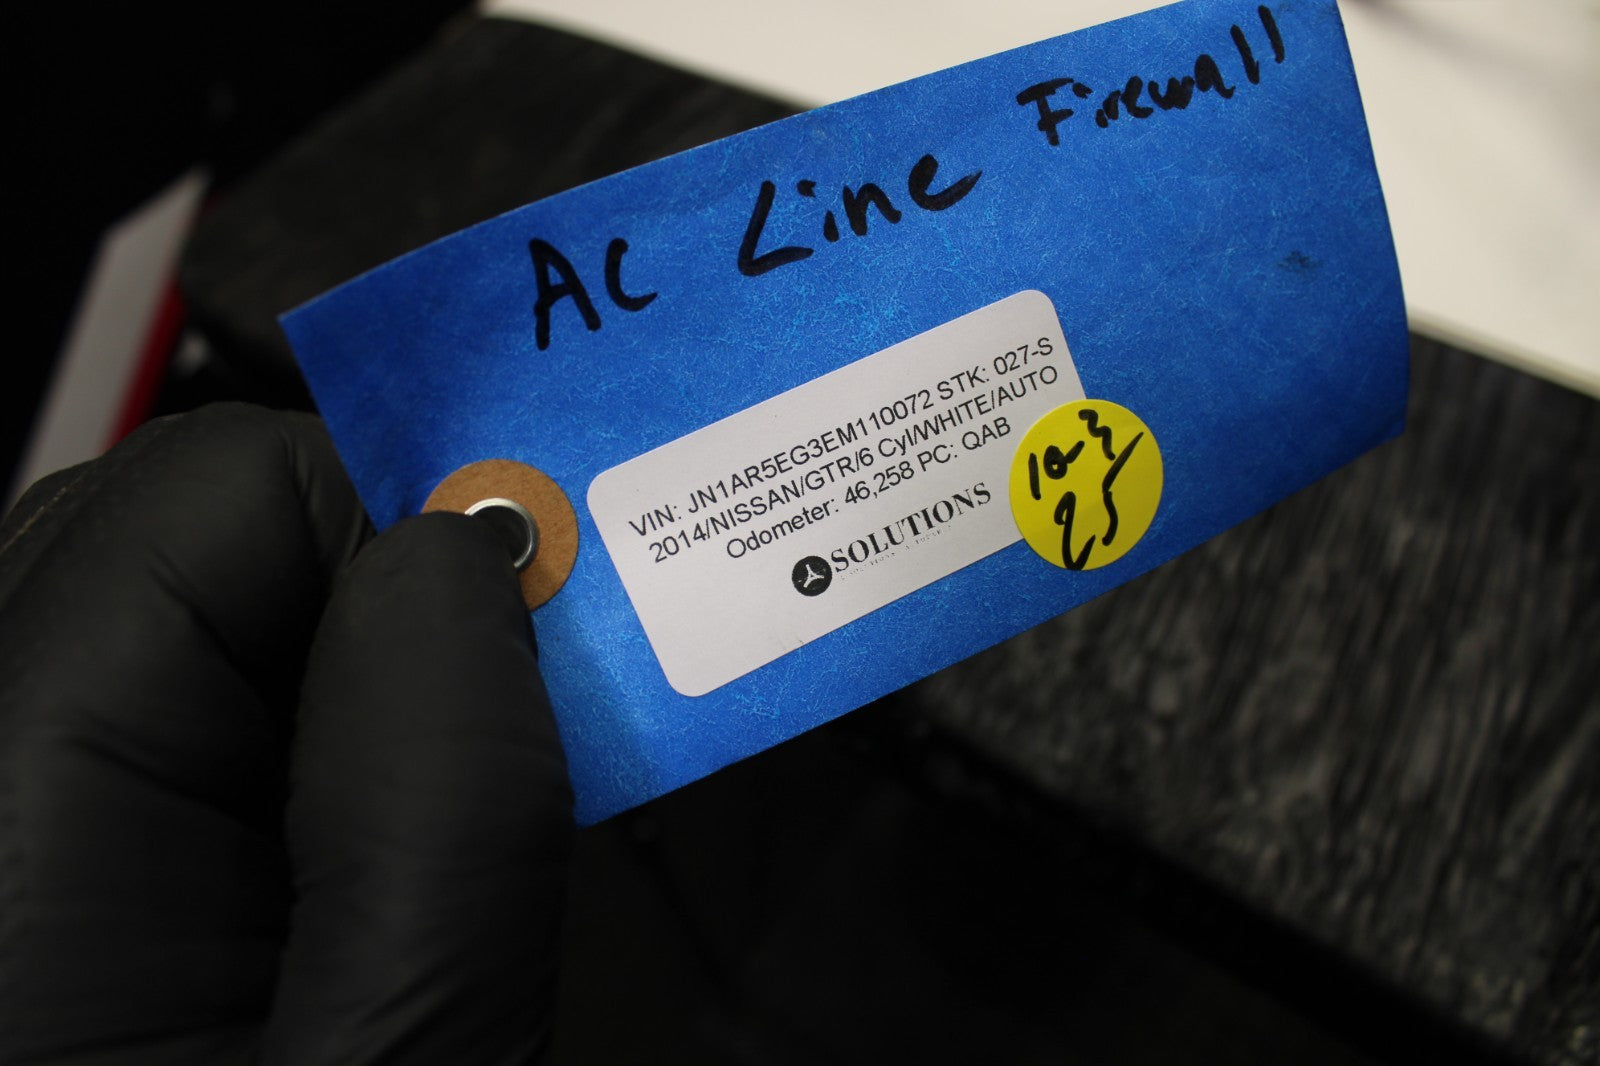 AC Line Firewall
VIN: JN1AR5EG3EM110072 STK: 027-S
2014/NISSAN/GTR/6 Cyl/WHITE/AUTO
Odometer: 46,258 PC: QAB
SOLUTIONS
10-3
25